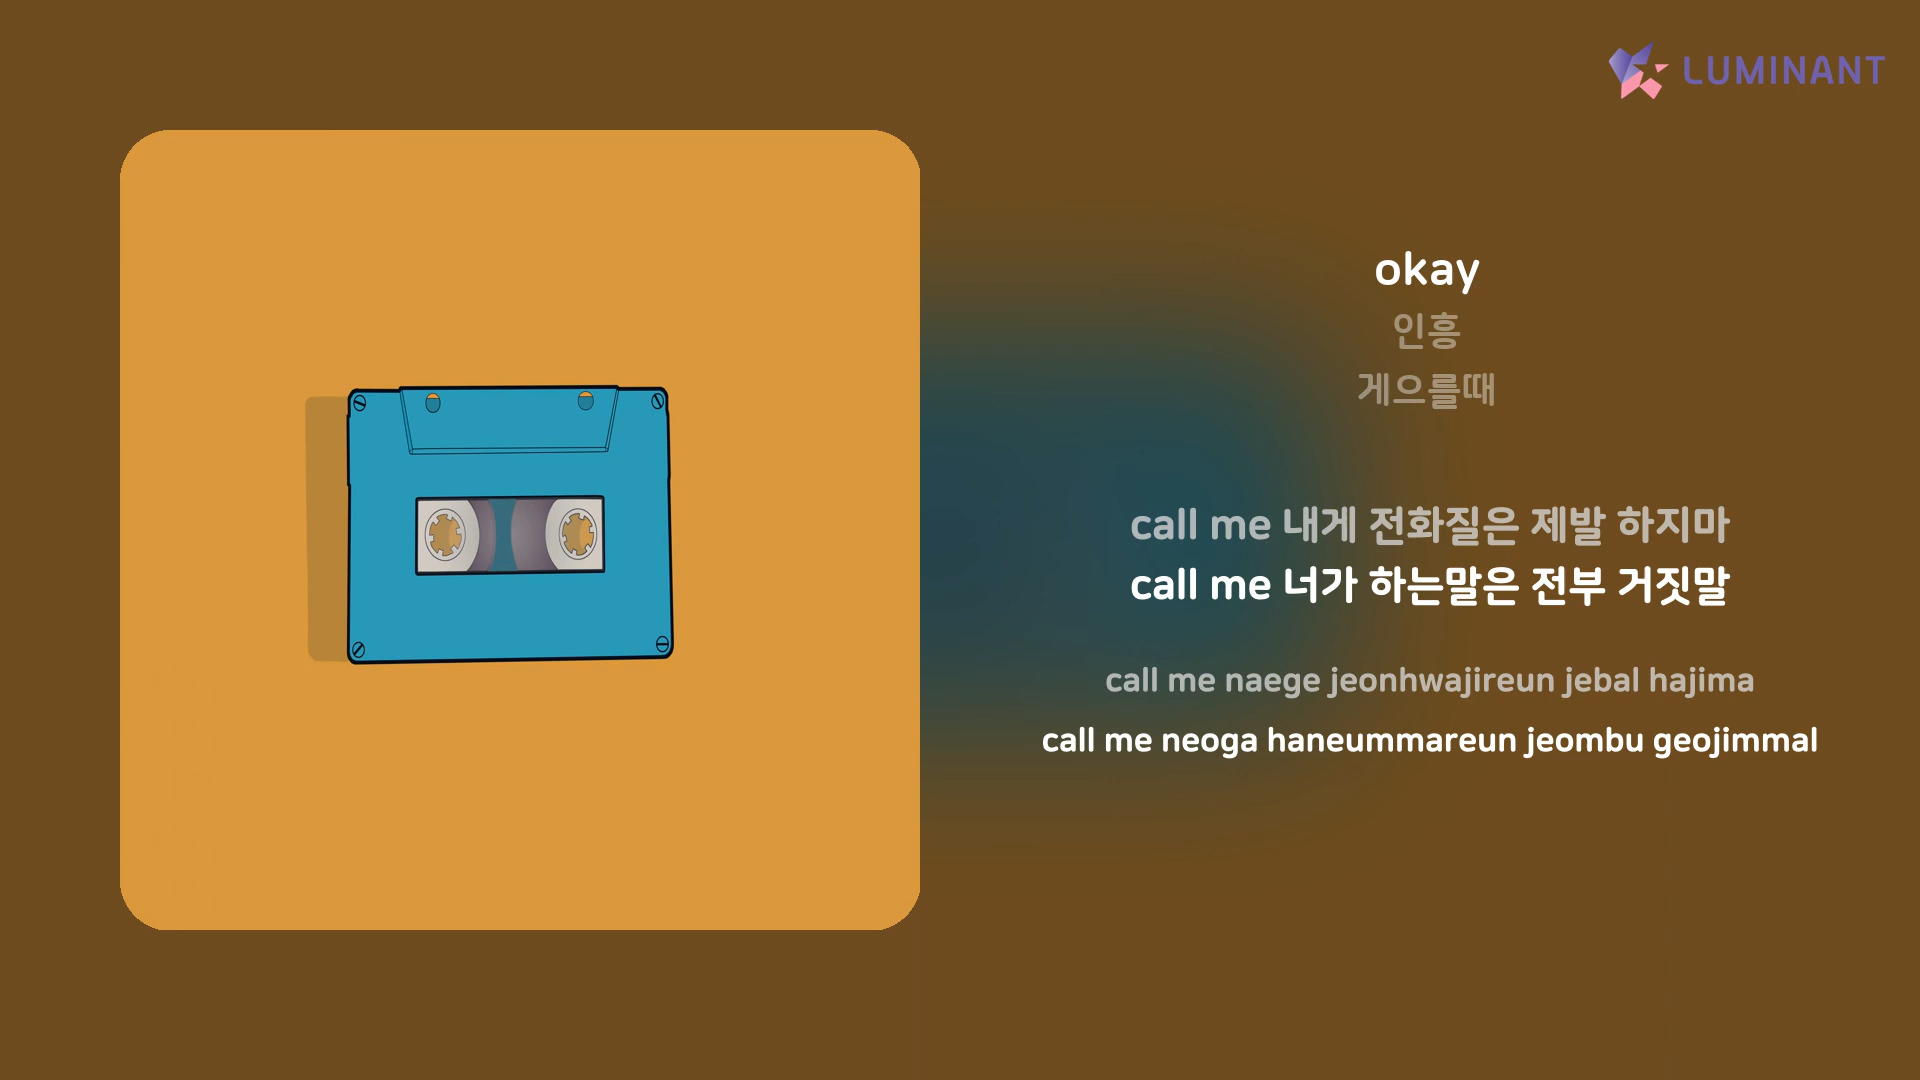 LUMINANT
okay
인흥
게으를때
call me 내게 전화질은 제발 하지마
call me 너가 하는말은 전부 거짓말
call me naege jeonhwajireun jebal hajima
call me neoga haneummareun jeombu geojimmal